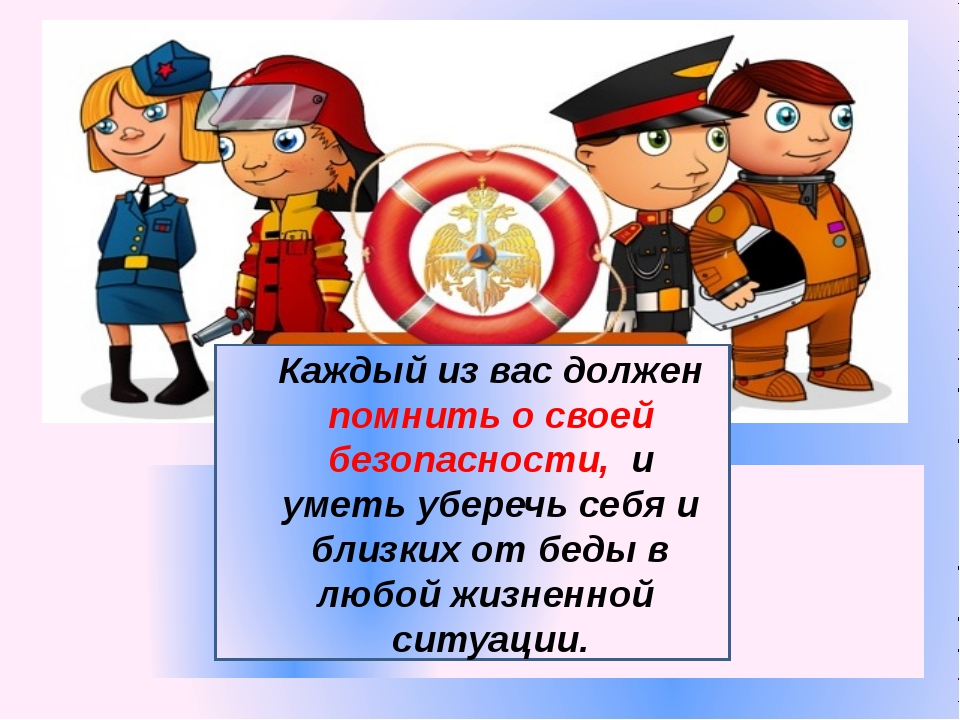 Каждый из вас должен
помнить о своей
безопасности, и
уметь уберечь себя и
близких от беды в
любой жизненной
ситуации.